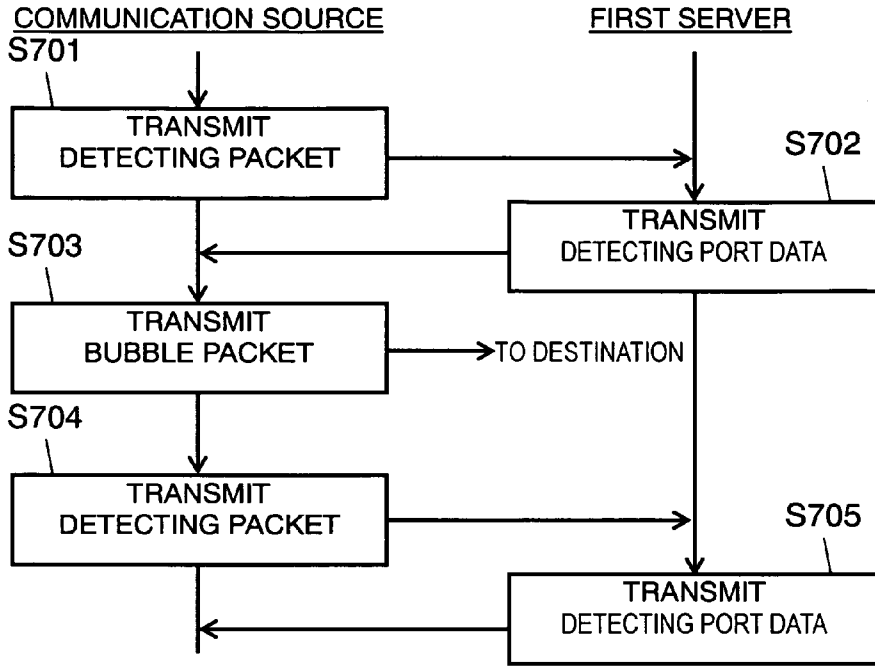 COMMUNICATION SOURCE
FIRST SERVER
S701
TRANSMIT
DETECTING PACKET
S702
TRANSMIT
DETECTING PORT DATA
S703
TRANSMIT
BUBBLE PACKET
TO DESTINATION
S704
TRANSMIT
DETECTING PACKET
S705
TRANSMIT
DETECTING PORT DATA